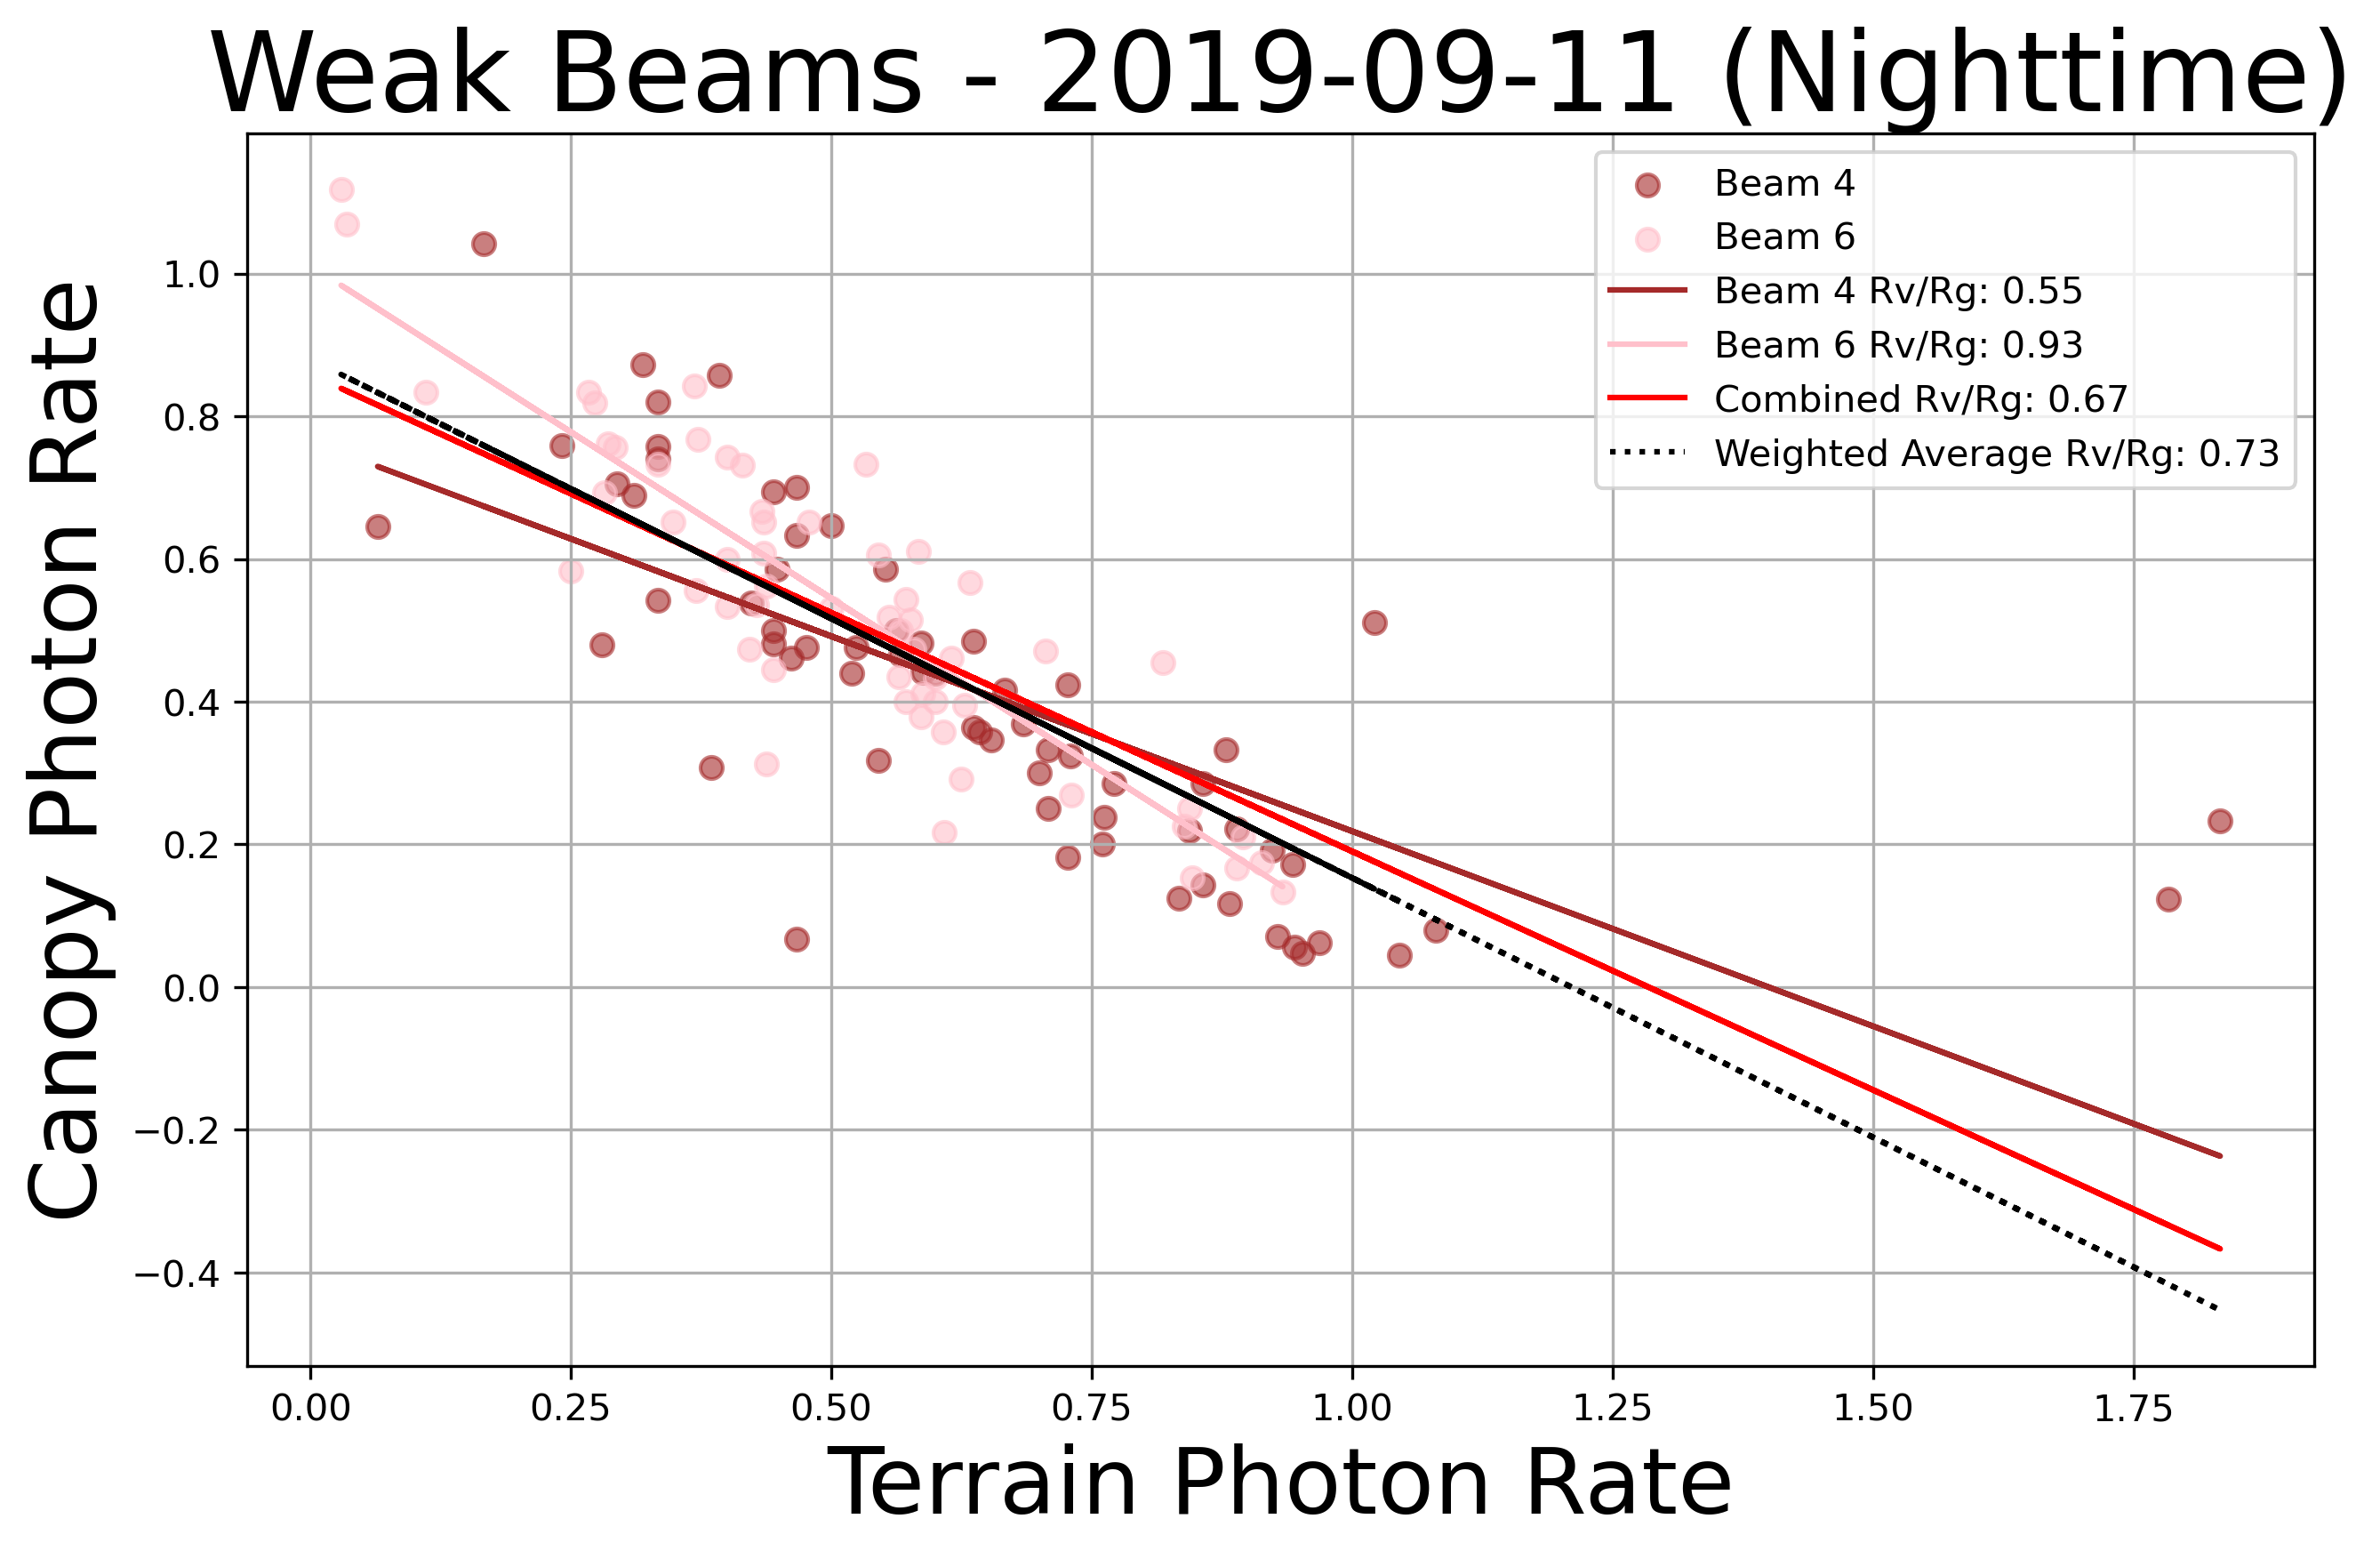 Weak Beams - 2019-09-11 (Nighttime)
Beam 4
Beam 6
Beam 4 Rv/Rg: 0.55
Beam 6 Rv/Rg: 0.93
Combined Rv/Rg: 0.67
Weighted Average Rv/Rg: 0.73
Canopy Photon Rate
1.0
0.8
0.6
0.4
0.2
0.0
−0.2
−0.4
0.00 0.25 0.50 0.75 1.00 1.25 1.50 1.75
Terrain Photon Rate